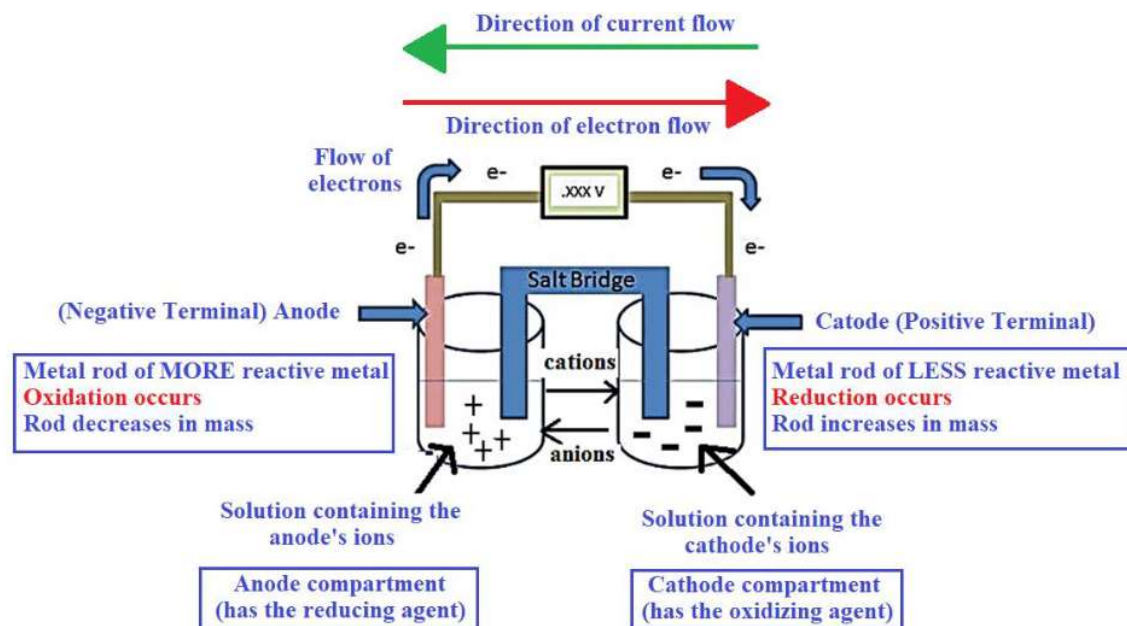 Direction of current flow
Direction of electron flow
Flow of
electrons
e-
e-
.XXX V
e-
e-
Salt Bridge
(Negative Terminal) Anode
Catode (Positive Terminal)
Metal rod of MORE reactive metal
Oxidation occurs
Rod decreases in mass
cations
anions
Metal rod of LESS reactive metal
Reduction occurs
Rod increases in mass
Solution containing the
anode's ions
Solution containing the
cathode's ions
Anode compartment
(has the reducing agent)
Cathode compartment
(has the oxidizing agent)